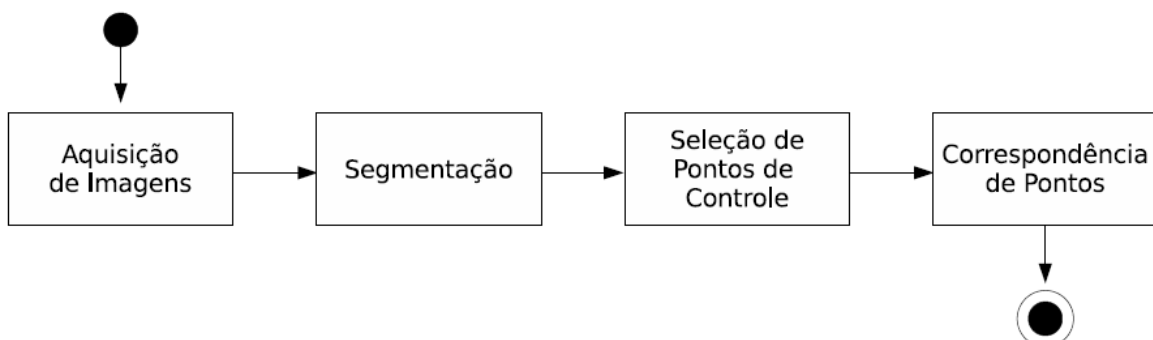 Aquisição
de Imagens
Segmentação
Seleção de
Pontos de
Controle
Correspondência
de Pontos